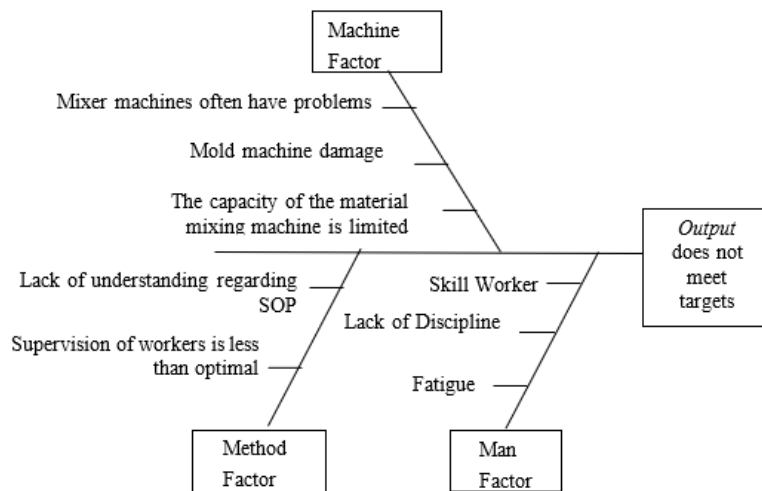 Machine
Factor
Mixer machines often have problems
Mold machine damage
The capacity of the material
mixing machine is limited
Output
does not
meet
targets
Lack of understanding regarding
SOP
Supervision of workers is less
than optimal
Skill Worker
Lack of Discipline
Fatigue
Method
Factor
Man
Factor